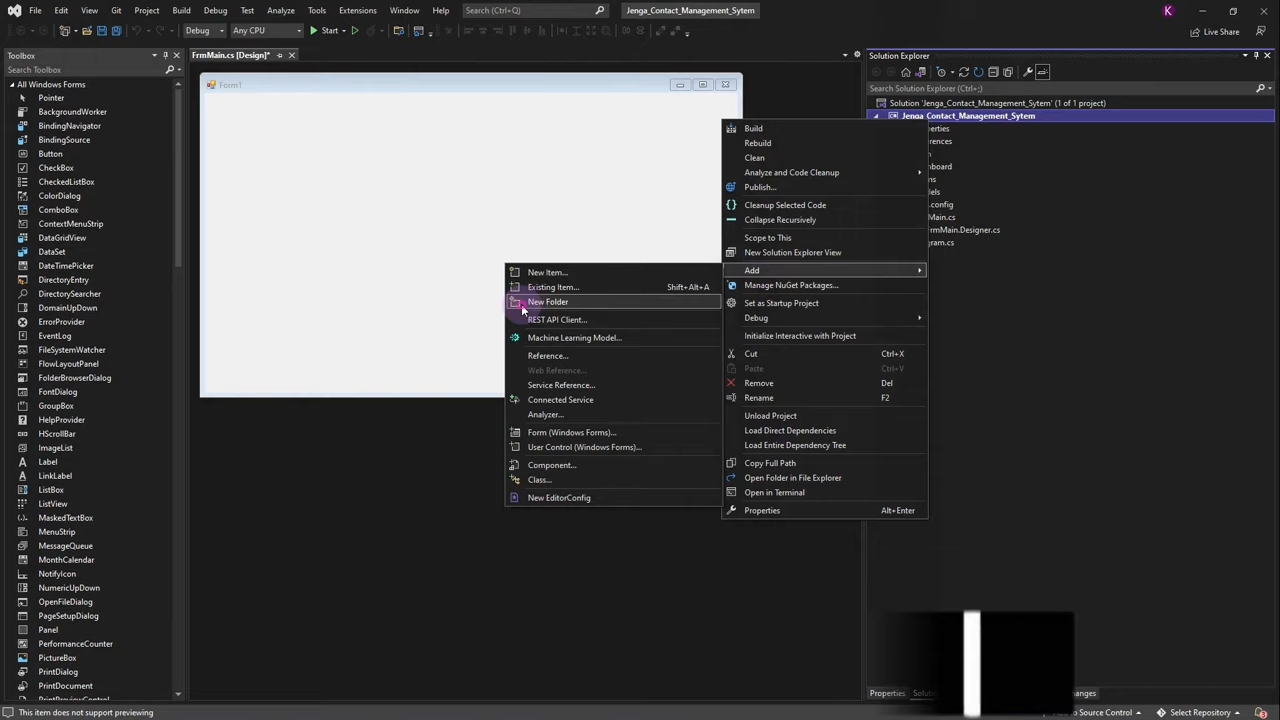 File Edit View Git Project Build Debug Test Analyze Tools Extensions Window Help Search (Ctrl+Q) Jenga_Contact_Management_Sytem K
Debug Any CPU Start Live Share
Toolbox
Search Toolbox
All Windows Forms
Pointer
BackgroundWorker
BindingNavigator
BindingSource
Button
CheckBox
CheckedListBox
ColorDialog
ComboBox
ContextMenuStrip
DataGridView
DataSet
DateTimePicker
DirectoryEntry
DirectorySearcher
DomainUpDown
ErrorProvider
EventLog
FileSystemWatcher
FlowLayoutPanel
FolderBrowserDialog
FontDialog
GroupBox
HelpProvider
HScrollBar
ImageList
Label
LinkLabel
ListBox
ListView
MaskedTextBox
MenuStrip
MessageQueue
MonthCalendar
NotifyIcon
NumericUpDown
OpenFileDialog
PageSetupDialog
Panel
PerformanceCounter
PictureBox
PrintDialog
PrintDocument
FrmMain.cs [Design]*
Form1
New Item...
Existing Item... Shift+Alt+A
New Folder
REST API Client...
Machine Learning Model...
Reference...
Web Reference...
Service Reference...
Connected Service
Analyzer...
Form (Windows Forms)...
User Control (Windows Forms)...
Component...
Class...
New EditorConfig
Build
Rebuild
Clean
Analyze and Code Cleanup
Publish...
Cleanup Selected Code
Collapse Recursively
Scope to This
New Solution Explorer View
Add
Manage NuGet Packages...
Set as Startup Project
Debug
Initialize Interactive with Project
Cut Ctrl+X
Paste Ctrl+V
Remove Del
Rename F2
Unload Project
Load Direct Dependencies
Load Entire Dependency Tree
Copy Full Path
Open Folder in File Explorer
Open in Terminal
Properties Alt+Enter
Solution Explorer
Search Solution Explorer (Ctrl+;)
Solution 'Jenga_Contact_Management_Sytem' (1 of 1 project)
Jenga_Contact_Management_Sytem
FrmMain.Designer.cs
Properties
This item does not support previewing
Source Control
Select Repository